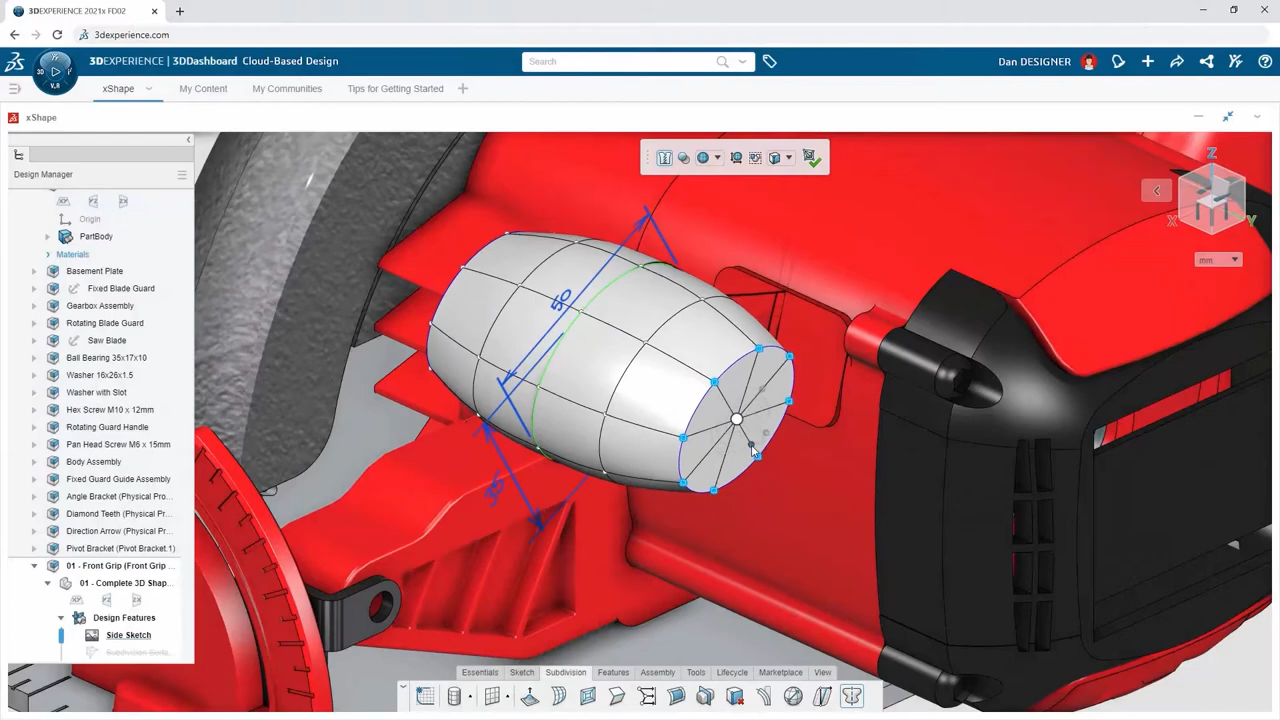 3DEXPERIENCE 2021x FD02
3dexperience.com
3DEXPERIENCE | 3DDashboard Cloud-Based Design
Search
Dan DESIGNER
3D
V.R
xShape
My Content
My Communities
Tips for Getting Started
xShape
Design Manager
Origin
PartBody
Materials
Basement Plate
Fixed Blade Guard
Gearbox Assembly
Rotating Blade Guard
Saw Blade
Ball Bearing 35x17x10
Washer 16x26x1.5
Washer with Slot
Hex Screw M10 x 12mm
Rotating Guard Handle
Pan Head Screw M6 x 15mm
Body Assembly
Fixed Guard Guide Assembly
Angle Bracket (Physical Pro...
Diamond Teeth (Physical Pr...
Direction Arrow (Physical Pr...
Pivot Bracket (Pivot Bracket.1)
01 - Front Grip (Front Grip ...
01 - Complete 3D Shap...
Design Features
Side Sketch
50
35
Z
X
Y
mm
Essentials
Sketch
Subdivision
Features
Assembly
Tools
Lifecycle
Marketplace
View